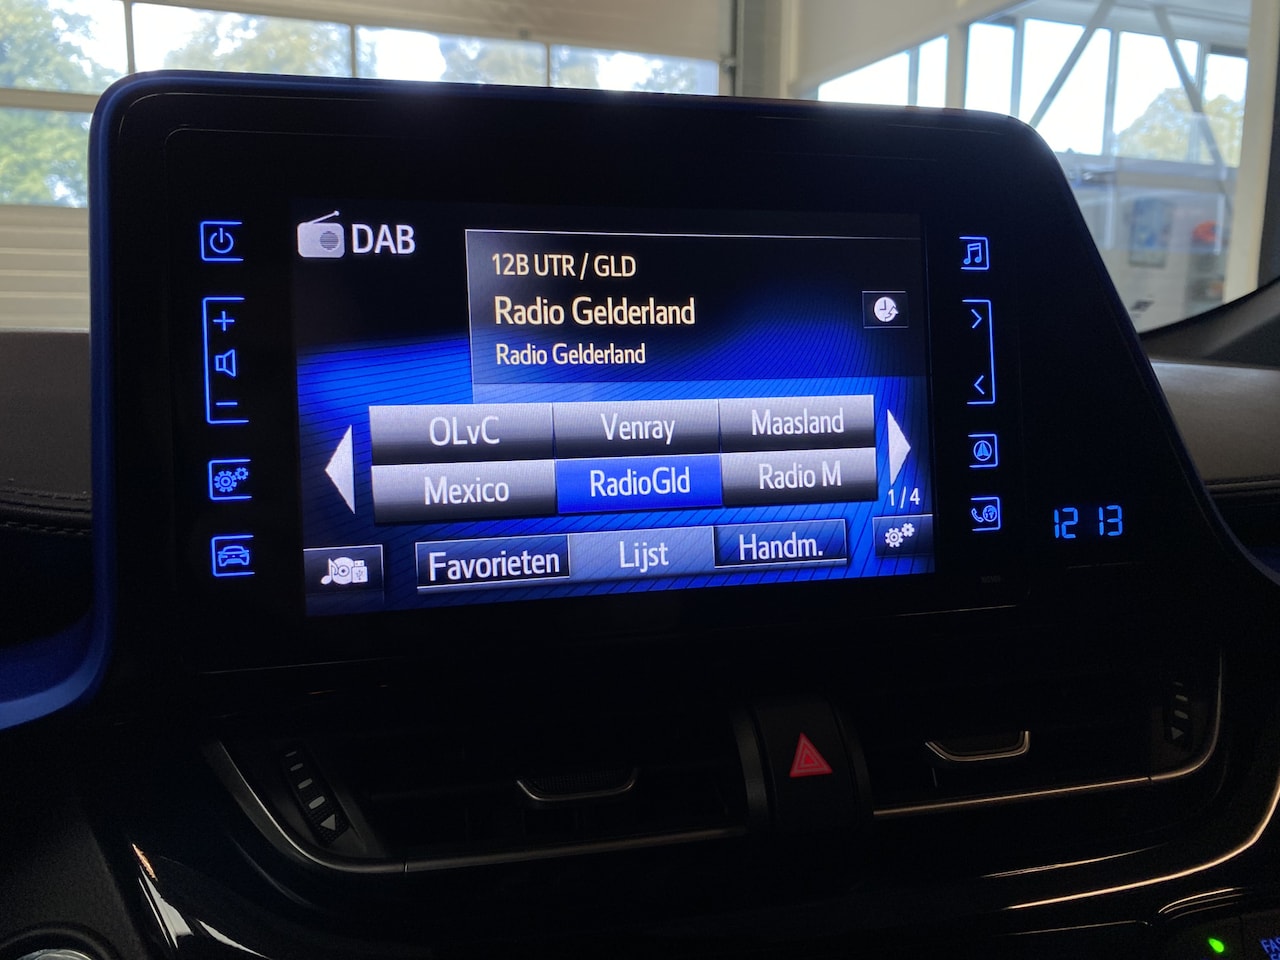 DAB
12B UTR / GLD
Radio Gelderland
Radio Gelderland
OLvC Venray Maasland
Mexico RadioGld Radio M
1 / 4
Favorieten Lijst Handm.
12 13